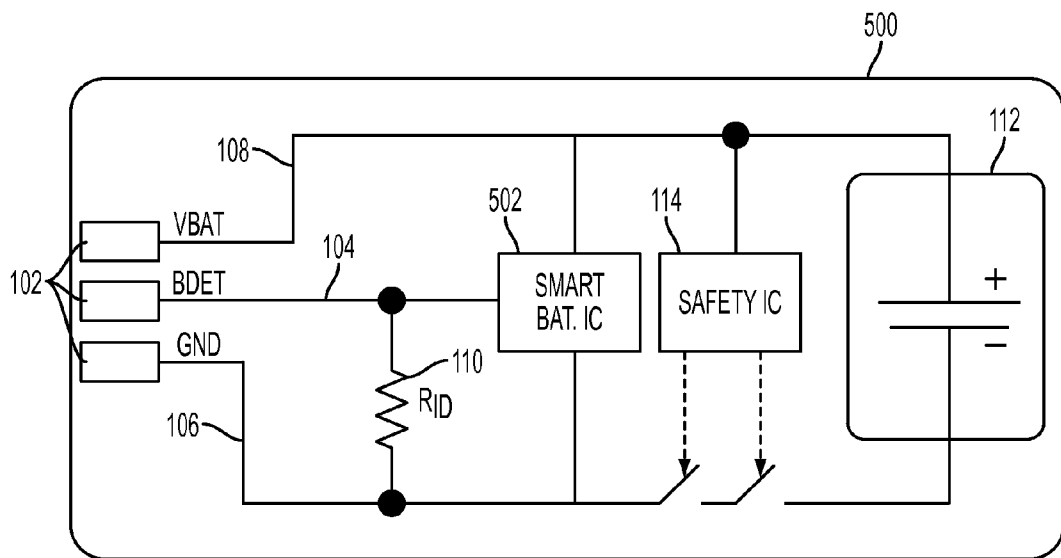 500
108
112
VBAT
502
114
102
BDET
104
SMART
BAT. IC
SAFETY IC
+
−
GND
110
RID
106